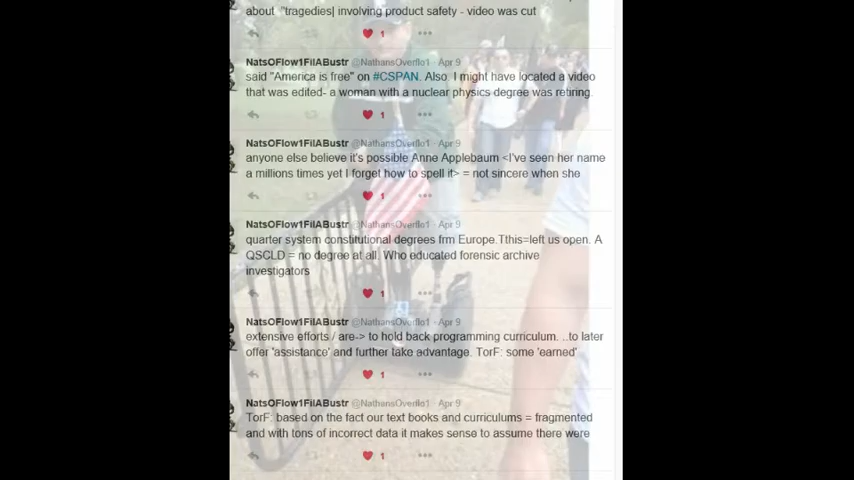 about "tragedies| involving product safety - video was cut
1
NatsOFlow1FilABustr @NathansOverflo1 · Apr 9
said "America is free" on #CSPAN. Also, I might have located a video
that was edited- a woman with a nuclear physics degree was retiring.
1
NatsOFlow1FilABustr @NathansOverflo1 · Apr 9
anyone else believe it's possible Anne Applebaum <I've seen her name
a millions times yet I forget how to spell it> = not sincere when she
1
NatsOFlow1FilABustr @NathansOverflo1 · Apr 9
quarter system constitutional degrees frm Europe.Tthis=left us open. A
QSCLD = no degree at all. Who educated forensic archive
investigators
1
NatsOFlow1FilABustr @NathansOverflo1 · Apr 9
extensive efforts / are-> to hold back programming curriculum. ..to later
offer 'assistance' and further take advantage. TorF: some 'earned'
1
NatsOFlow1FilABustr @NathansOverflo1 · Apr 9
TorF: based on the fact our text books and curriculums = fragmented
and with tons of incorrect data it makes sense to assume there were
1